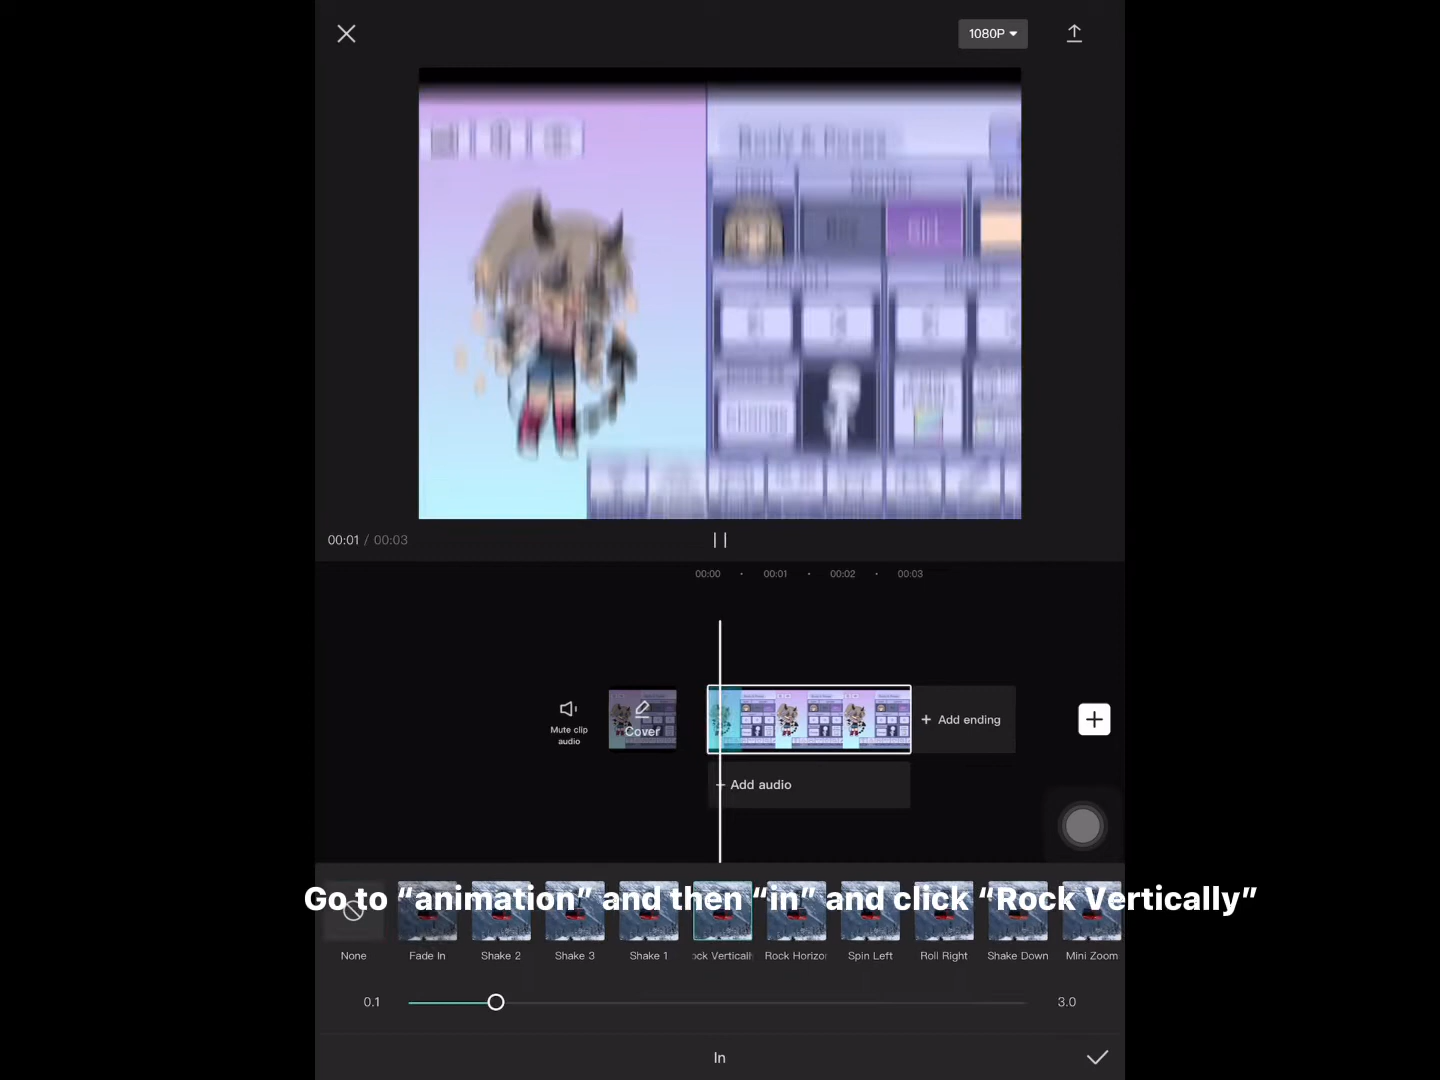 1080P
00:01 / 00:03
00:00 · 00:01 · 00:02 · 00:03
Mute clip
audio
Cover
+ Add ending
+ Add audio
Go to “animation” and then “in” and click “Rock Vertically”
None
Fade In
Shake 2
Shake 3
Shake 1
ock Verticall
Rock Horizo
Spin Left
Roll Right
Shake Down
Mini Zoom
0.1
3.0
In